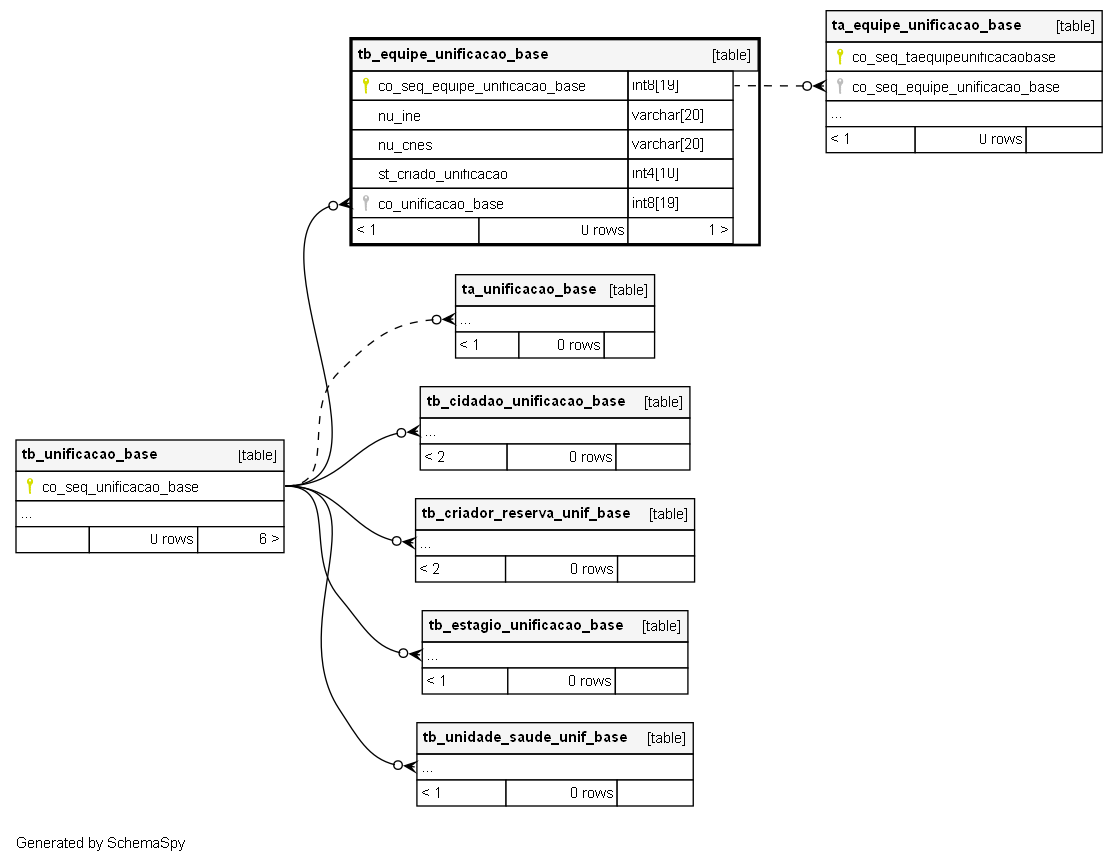 ta_equipe_unificacao_base [table]
co_seq_taequipeunificacaobase
co_seq_equipe_unificacao_base
...
< 1 0 rows
tb_equipe_unificacao_base [table]
co_seq_equipe_unificacao_base int8[19]
nu_ine varchar[20]
nu_cnes varchar[20]
st_criado_unificacao int4[10]
co_unificacao_base int8[19]
< 1 0 rows 1 >
ta_unificacao_base [table]
...
< 1 0 rows
tb_cidadao_unificacao_base [table]
...
< 2 0 rows
tb_unificacao_base [table]
co_seq_unificacao_base
...
0 rows 6 >
tb_criador_reserva_unif_base [table]
...
< 2 0 rows
tb_estagio_unificacao_base [table]
...
< 1 0 rows
tb_unidade_saude_unif_base [table]
...
< 1 0 rows
Generated by SchemaSpy